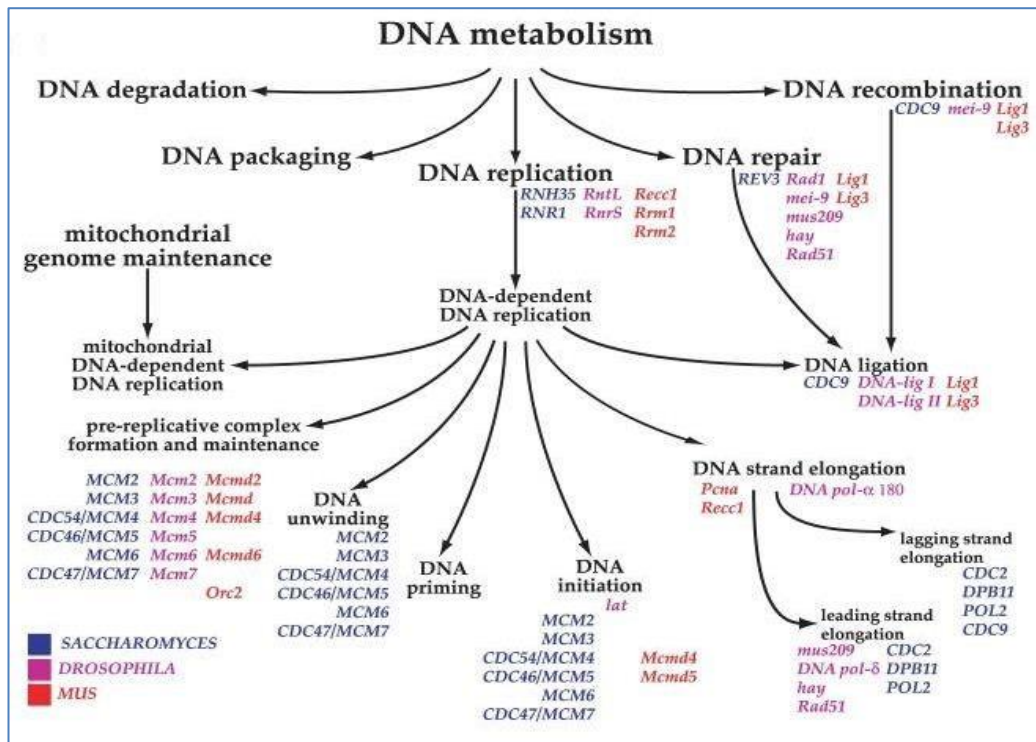 DNA metabolism
DNA degradation
DNA recombination
CDC9 mei-9 Lig1
Lig3
DNA packaging
DNA replication
RNH35 RntL Recc1
RNR1 RnrS Rrm1
Rrm2
DNA repair
REV3 Rad1 Lig1
mei-9 Lig3
mus209
hay
Rad51
mitochondrial
genome maintenance
DNA-dependent
DNA replication
mitochondrial
DNA-dependent
DNA replication
DNA ligation
CDC9 DNA-lig I Lig1
DNA-lig II Lig3
pre-replicative complex
formation and maintenance
MCM2 Mcm2 Mcmd2
MCM3 Mcm3 Mcmd
CDC54/MCM4 Mcm4 Mcmd4
CDC46/MCM5 Mcm5
MCM6 Mcm6 Mcmd6
CDC47/MCM7 Mcm7
Orc2
DNA
unwinding
MCM2
MCM3
CDC54/MCM4
CDC46/MCM5
MCM6
CDC47/MCM7
DNA
priming
DNA
initiation
lat
MCM2
MCM3
CDC54/MCM4 Mcmd4
CDC46/MCM5 Mcmd5
MCM6
CDC47/MCM7
DNA strand elongation
Pcna DNA pol-α 180
Recc1
lagging strand
elongation
CDC2
DPB11
POL2
CDC9
leading strand
elongation
mus209 CDC2
DNA pol-δ DPB11
hay POL2
Rad51
SACCHAROMYCES
DROSOPHILA
MUS